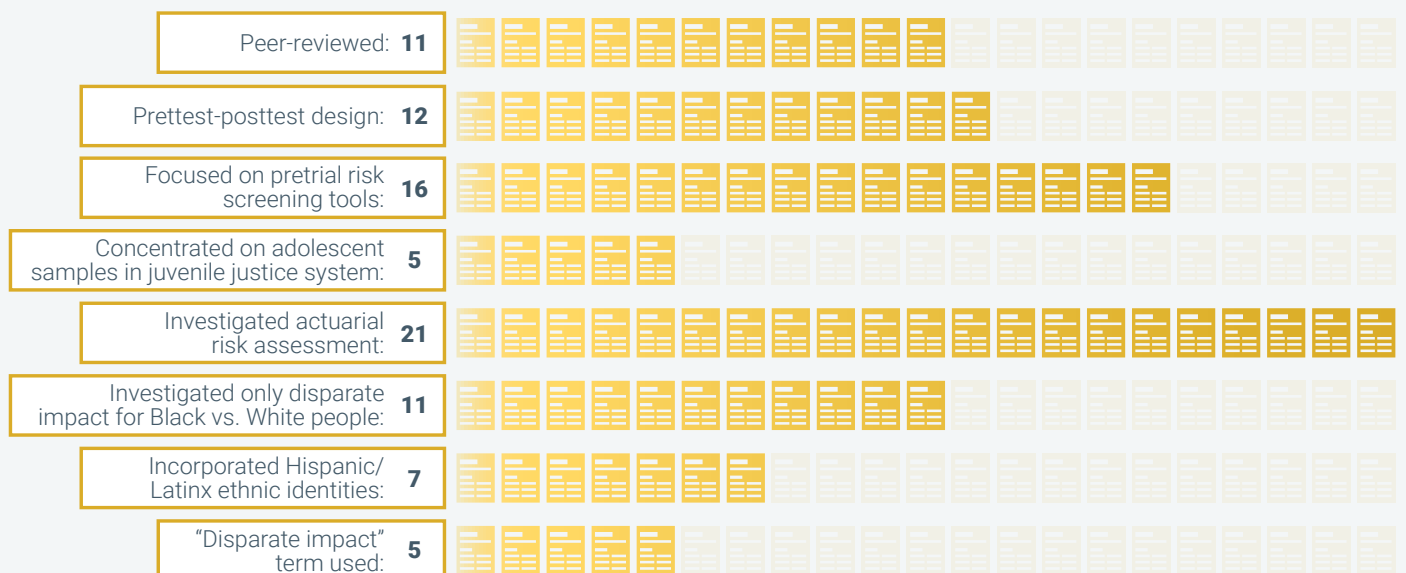 Peer-reviewed: 11
Prettest-posttest design: 12
Focused on pretrial risk
screening tools: 16
Concentrated on adolescent
samples in juvenile justice system: 5
Investigated actuarial
risk assessment: 21
Investigated only disparate
impact for Black vs. White people: 11
Incorporated Hispanic/
Latinx ethnic identities: 7
“Disparate impact”
term used: 5